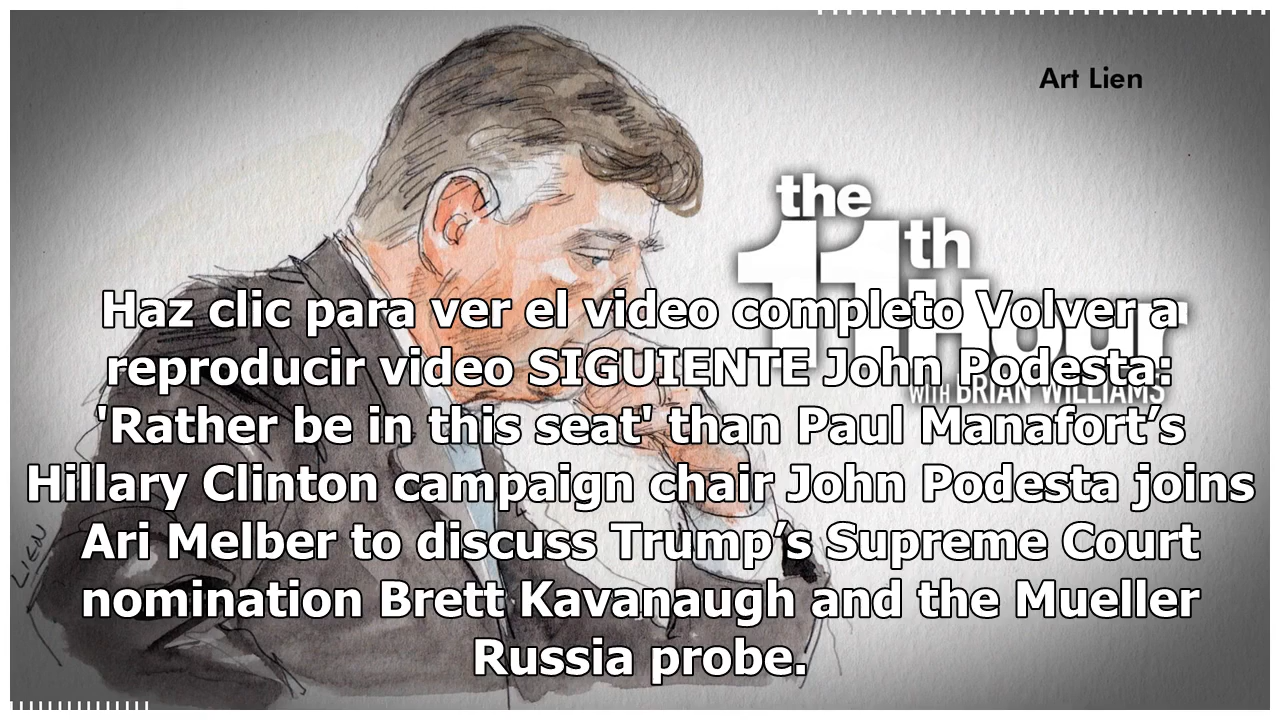 Art Lien
the
11th
Hour
WITH BRIAN WILLIAMS
Haz clic para ver el video completo Volver a
reproducir video SIGUIENTE John Podesta:
'Rather be in this seat' than Paul Manafort’s
Hillary Clinton campaign chair John Podesta joins
Ari Melber to discuss Trump’s Supreme Court
nomination Brett Kavanaugh and the Mueller
Russia probe.
LIEN